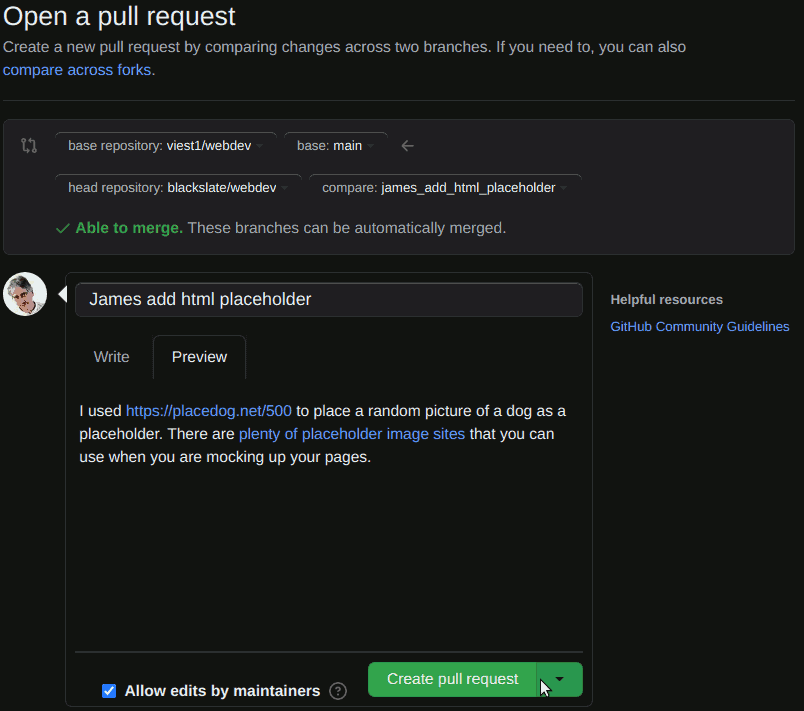 Open a pull request
Create a new pull request by comparing changes across two branches. If you need to, you can also
compare across forks.
base repository: viest1/webdev
base: main
head repository: blackslate/webdev
compare: james_add_html_placeholder
Able to merge. These branches can be automatically merged.
James add html placeholder
Helpful resources
GitHub Community Guidelines
Write
Preview
I used https://placedog.net/500 to place a random picture of a dog as a
placeholder. There are plenty of placeholder image sites that you can
use when you are mocking up your pages.
Allow edits by maintainers
?
Create pull request